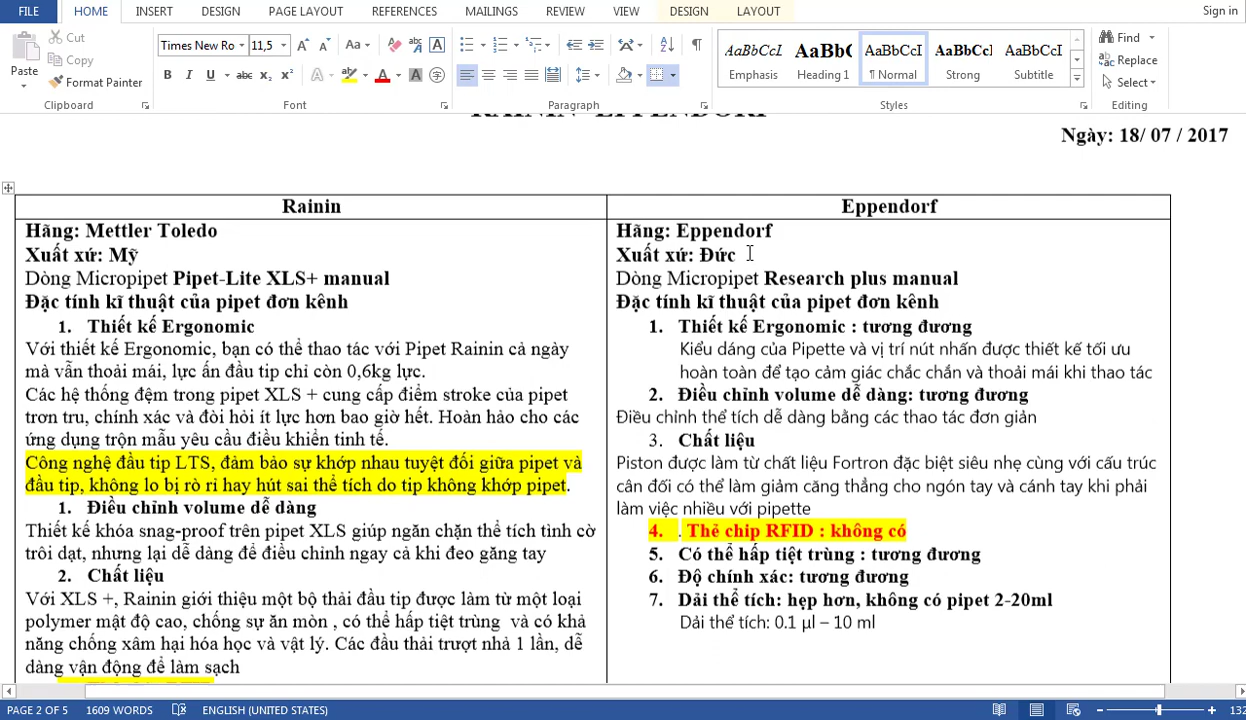 FILE HOME INSERT DESIGN PAGE LAYOUT REFERENCES MAILINGS REVIEW VIEW DESIGN LAYOUT Sign in
Paste Cut Copy Format Painter
Times New Ro 11,5
AaBbCcL AaBb( AaBbCcI AaBbCcl AaBbCcI
Emphasis Heading 1 ¶ Normal Strong Subtitle
Find Replace Select
Clipboard Font Paragraph Styles Editing
RAININ EPPENDORF
Ngày: 18/ 07 / 2017
Rainin
Hãng: Mettler Toledo
Xuất xứ: Mỹ
Dòng Micropipet Pipet-Lite XLS+ manual
Đặc tính kĩ thuật của pipet đơn kênh
1. Thiết kế Ergonomic
Với thiết kế Ergonomic, bạn có thể thao tác với Pipet Rainin cả ngày
mà vẫn thoải mái, lực ấn đầu tip chỉ còn 0,6kg lực.
Các hệ thống đệm trong pipet XLS + cung cấp điểm stroke của pipet
trơn tru, chính xác và đòi hỏi ít lực hơn bao giờ hết. Hoàn hảo cho các
ứng dụng trộn mẫu yêu cầu điều khiển tinh tế.
Công nghệ đầu tip LTS, đảm bảo sự khớp nhau tuyệt đối giữa pipet và
đầu tip, không lo bị rò rỉ hay hút sai thể tích do tip không khớp pipet.
1. Điều chỉnh volume dễ dàng
Thiết kế khóa snag-proof trên pipet XLS giúp ngăn chặn thể tích tình cờ
trôi dạt, nhưng lại dễ dàng để điều chỉnh ngay cả khi đeo găng tay
2. Chất liệu
Với XLS +, Rainin giới thiệu một bộ thải đầu tip được làm từ một loại
polymer mật độ cao, chống sự ăn mòn , có thể hấp tiệt trùng và có khả
năng chống xâm hại hóa học và vật lý. Các đầu thải trượt nhả 1 lần, dễ
dàng vận động để làm sạch
Eppendorf
Hãng: Eppendorf
Xuất xứ: Đức
Dòng Micropipet Research plus manual
Đặc tính kĩ thuật của pipet đơn kênh
1. Thiết kế Ergonomic : tương đương
Kiểu dáng của Pipette và vị trí nút nhấn được thiết kế tối ưu
hoàn toàn để tạo cảm giác chắc chắn và thoải mái khi thao tác
2. Điều chỉnh volume dễ dàng: tương đương
Điều chỉnh thể tích dễ dàng bằng các thao tác đơn giản
3. Chất liệu
Piston được làm từ chất liệu Fortron đặc biệt siêu nhẹ cùng với cấu trúc
cân đối có thể làm giảm căng thẳng cho ngón tay và cánh tay khi phải
làm việc nhiều với pipette
4. . Thẻ chip RFID : không có
5. Có thể hấp tiệt trùng : tương đương
6. Độ chính xác: tương đương
7. Dải thể tích: hẹp hơn, không có pipet 2-20ml
Dải thể tích: 0.1 µl – 10 ml
PAGE 2 OF 5 1609 WORDS ENGLISH (UNITED STATES) 132